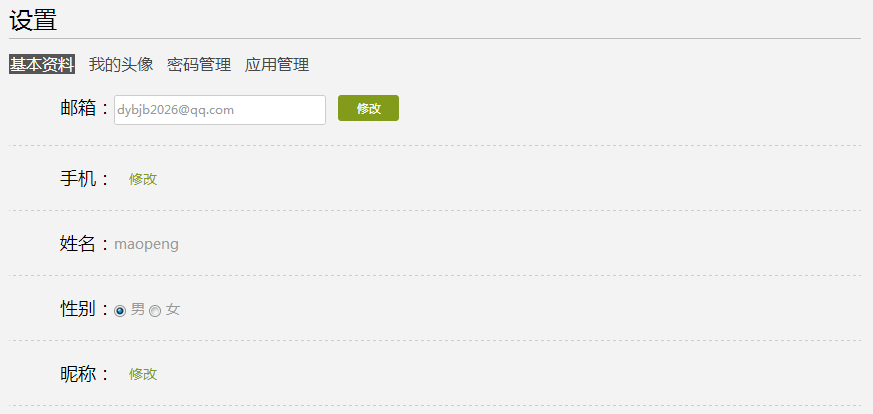 设置
基本资料 我的头像 密码管理 应用管理
邮箱：dybjb2026@qq.com 修改
手机： 修改
姓名：maopeng
性别： 男 女
昵称： 修改